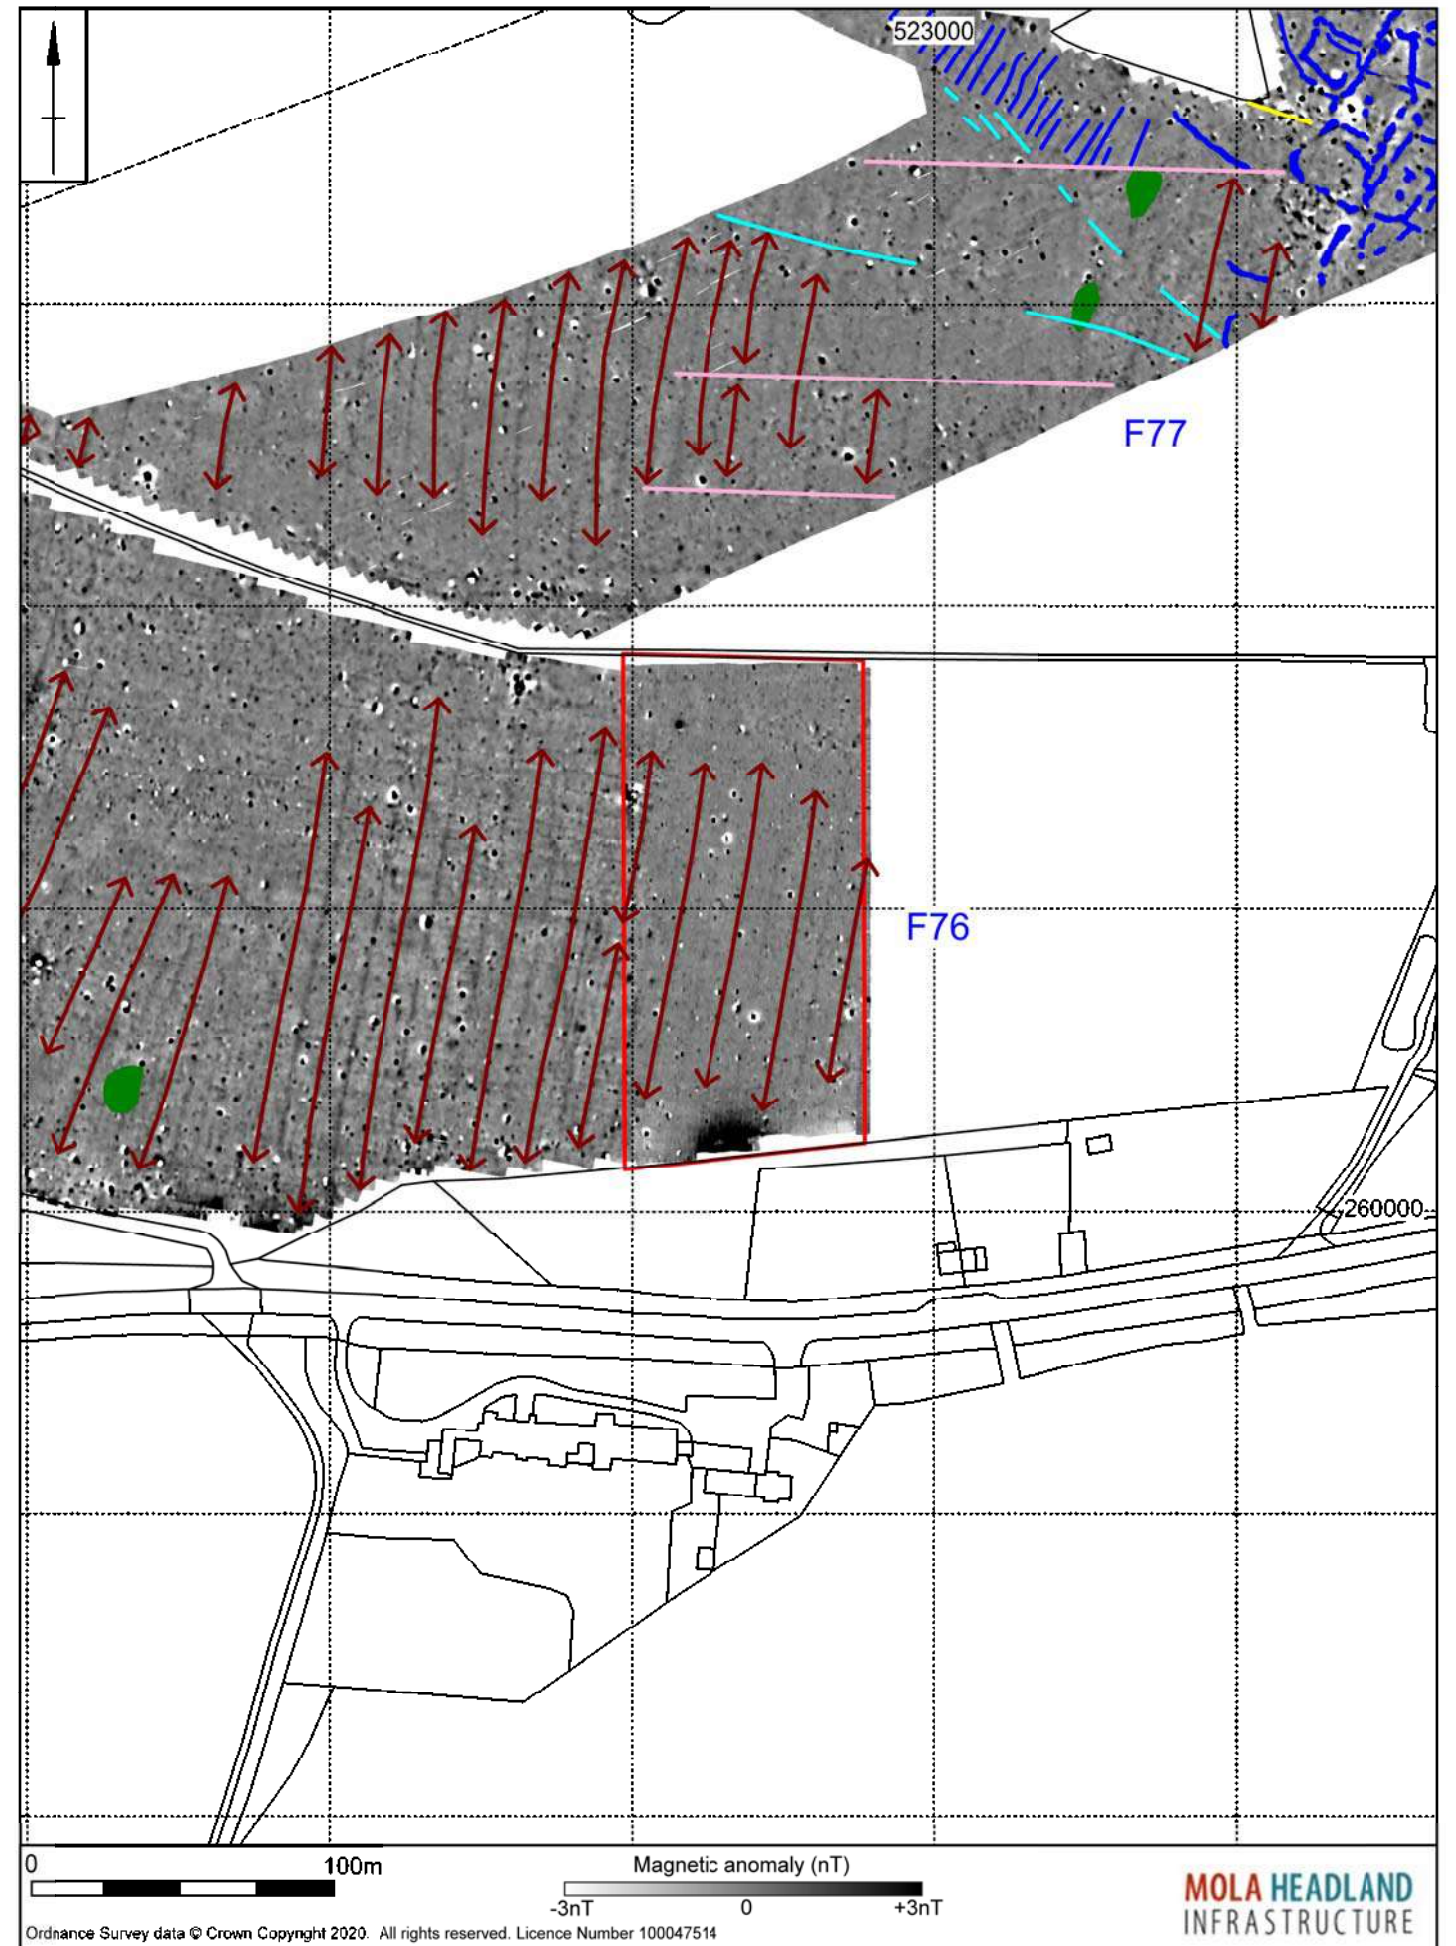 523000
F77
F76
260000
0 100m
Magnetic anomaly (nT)
-3nT 0 +3nT
MOLA HEADLAND
INFRASTRUCTURE
Ordnance Survey data © Crown Copyright 2020. All rights reserved. Licence Number 100047514